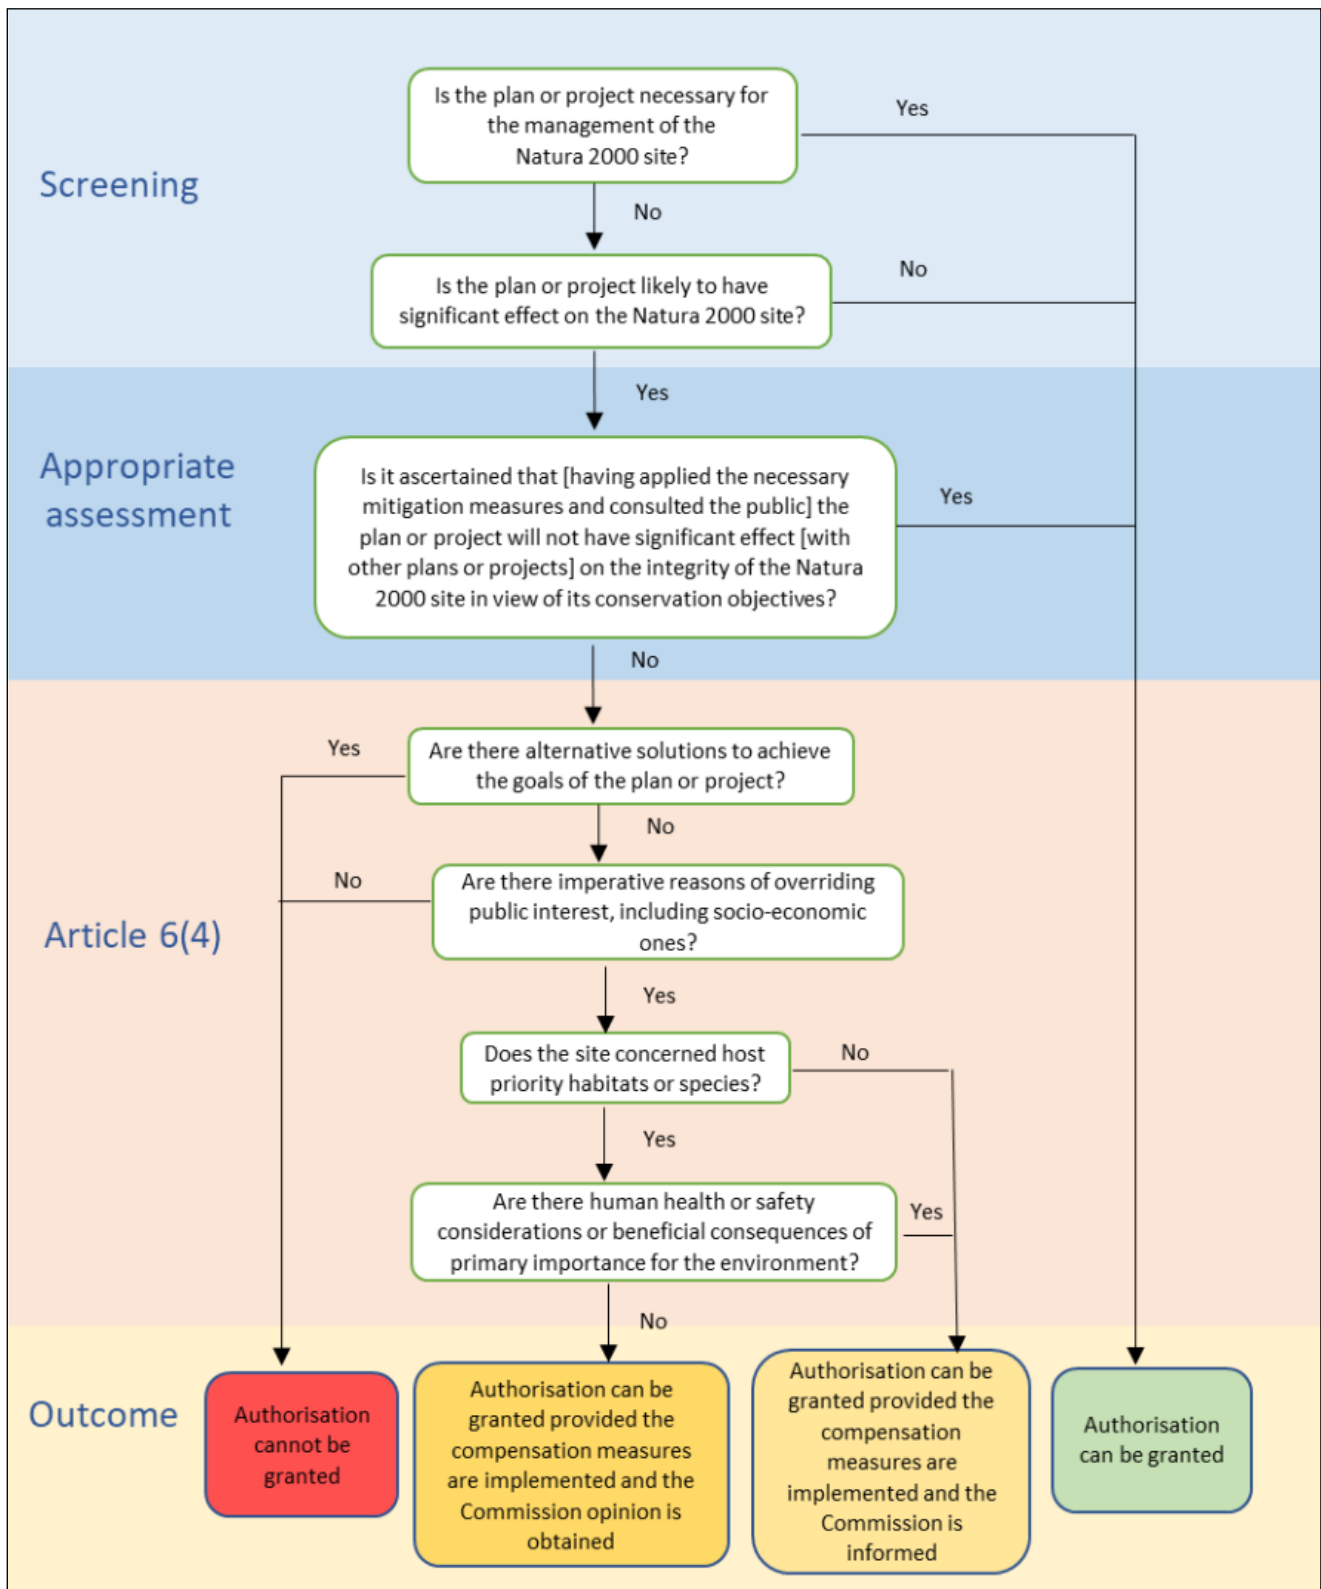 Screening
Is the plan or project necessary for
the management of the
Natura 2000 site?
Yes
No
Is the plan or project likely to have
significant effect on the Natura 2000 site?
No
Yes
Appropriate
assessment
Is it ascertained that [having applied the necessary
mitigation measures and consulted the public] the
plan or project will not have significant effect [with
other plans or projects] on the integrity of the Natura
2000 site in view of its conservation objectives?
Yes
No
Article 6(4)
Are there alternative solutions to achieve
the goals of the plan or project?
Yes
No
Are there imperative reasons of overriding
public interest, including socio-economic
ones?
No
Yes
Does the site concerned host
priority habitats or species?
No
Yes
Are there human health or safety
considerations or beneficial consequences of
primary importance for the environment?
Yes
No
Outcome
Authorisation
cannot be
granted
Authorisation can be
granted provided the
compensation measures
are implemented and the
Commission opinion is
obtained
Authorisation can be
granted provided the
compensation
measures are
implemented and the
Commission is
informed
Authorisation
can be granted